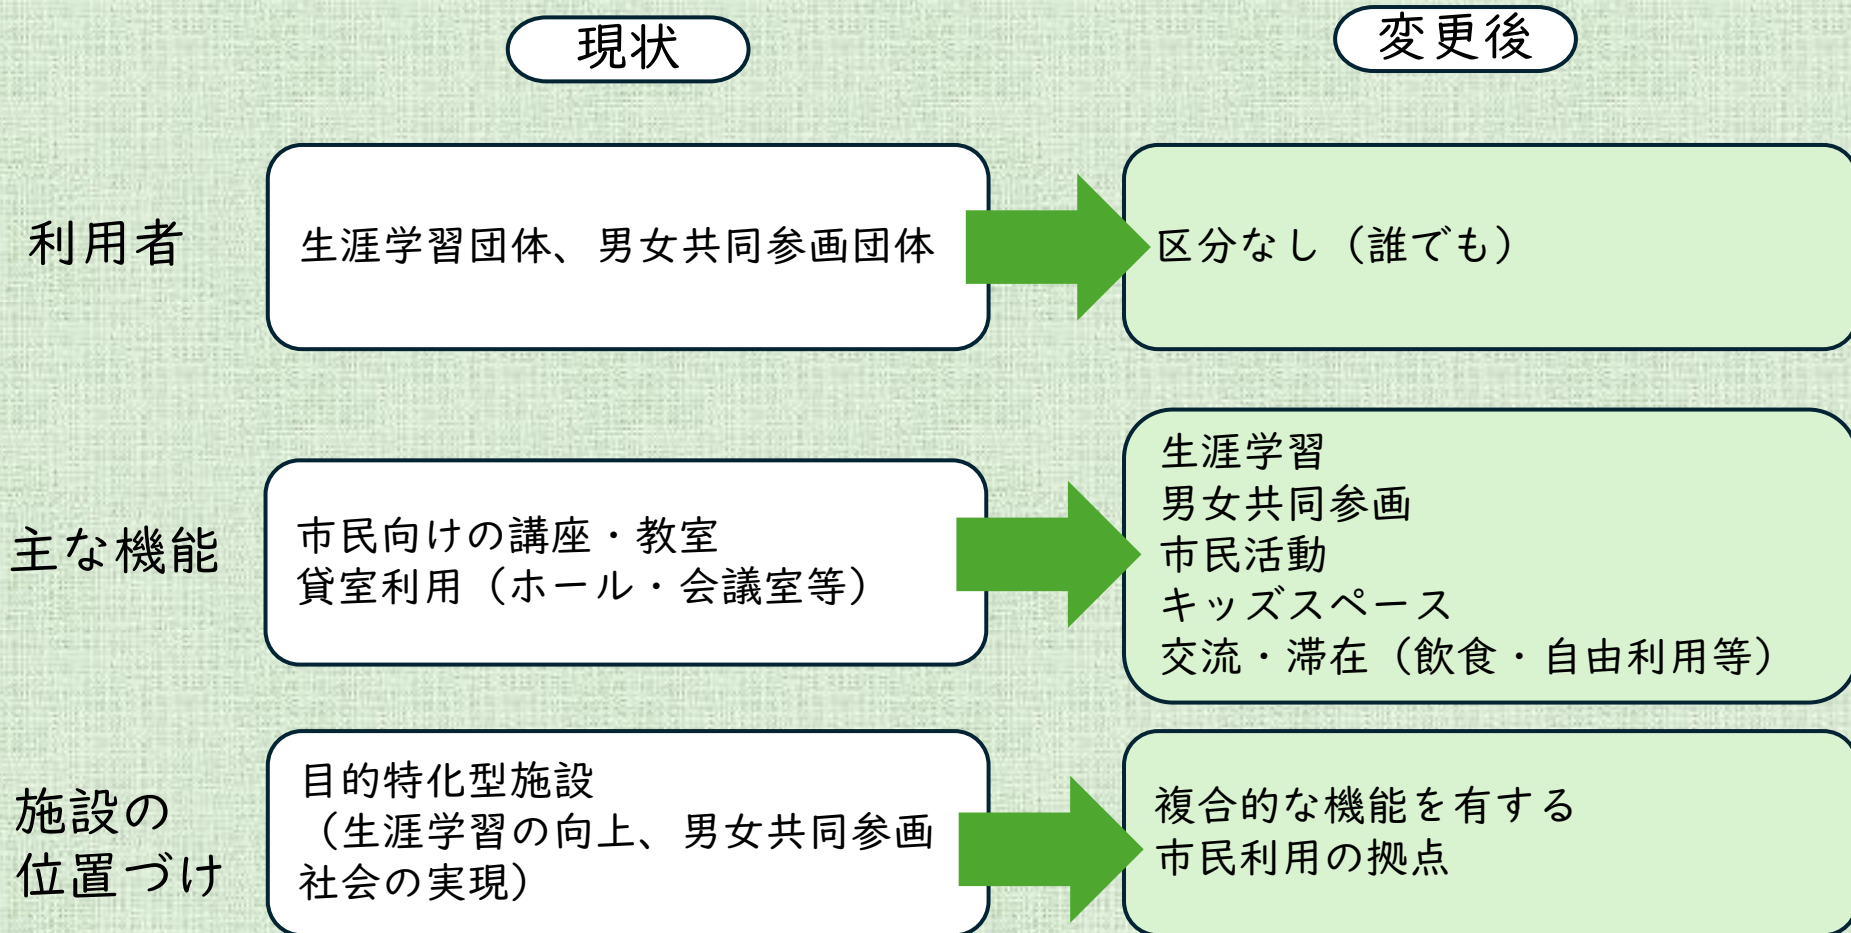 現状
変更後
利用者
生涯学習団体、男女共同参画団体
区分なし（誰でも）
主な機能
市民向けの講座・教室
貸室利用（ホール・会議室等）
生涯学習
男女共同参画
市民活動
キッズスペース
交流・滞在（飲食・自由利用等）
施設の
位置づけ
目的特化型施設
（生涯学習の向上、男女共同参画
社会の実現）
複合的な機能を有する
市民利用の拠点